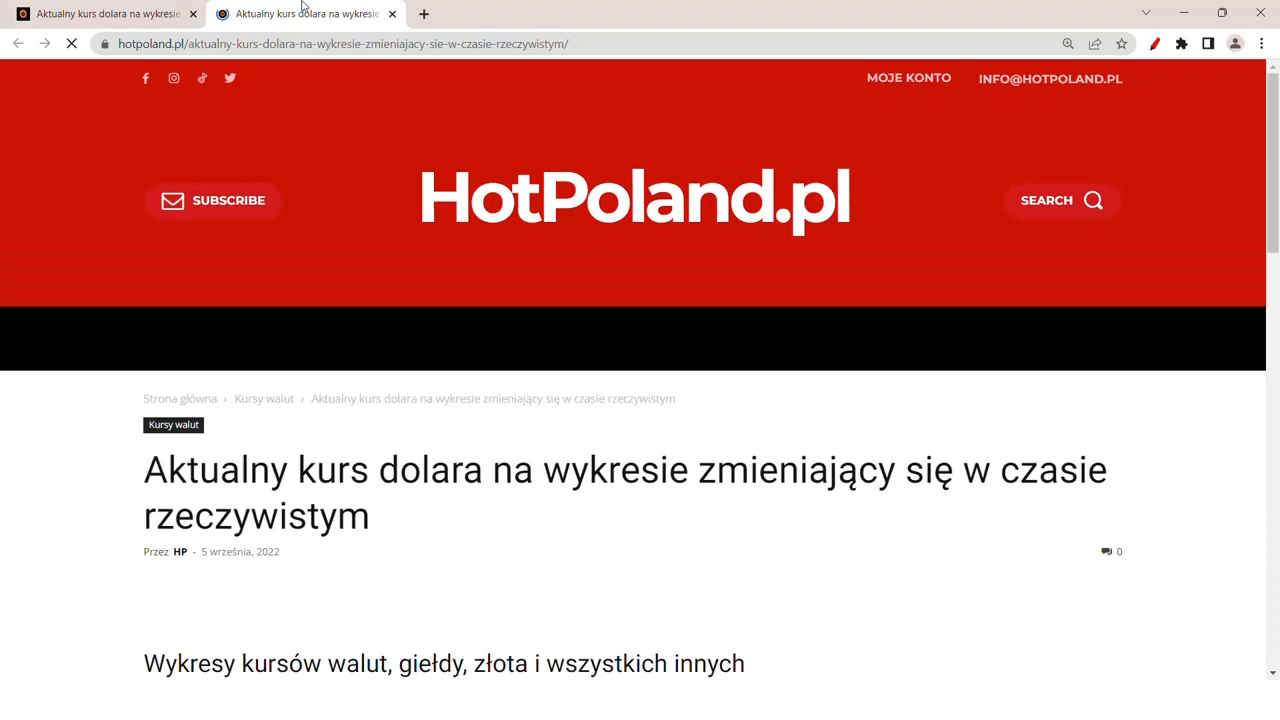 Aktualny kurs dolara na wykresie
Aktualny kurs dolara na wykresie
hotpoland.pl/aktualny-kurs-dolara-na-wykresie-zmieniajacy-sie-w-czasie-rzeczywistym/
MOJE KONTO INFO@HOTPOLAND.PL
SUBSCRIBE
HotPoland.pl
SEARCH
Strona główna › Kursy walut › Aktualny kurs dolara na wykresie zmieniający się w czasie rzeczywistym
Kursy walut
Aktualny kurs dolara na wykresie zmieniający się w czasie
rzeczywistym
Przez HP - 5 września, 2022
0
Wykresy kursów walut, giełdy, złota i wszystkich innych